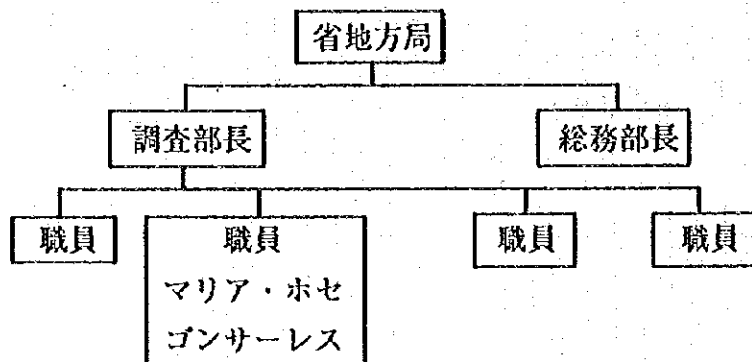 省地方局
調査部長
総務部長
職員
職員
マリア・ホセ
ゴンサーレス
職員
職員